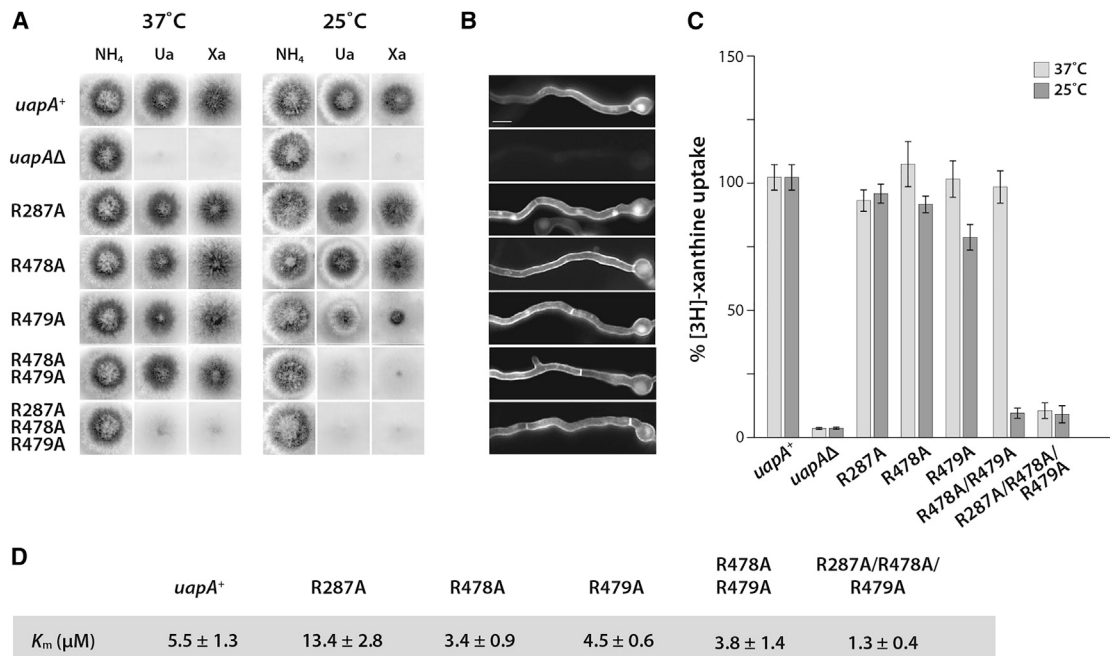 A
37°C
25°C
NH₄ Ua Xa
NH₄ Ua Xa
uapA⁺
uapAΔ
R287A
R478A
R479A
R478A
R479A
R287A
R478A
R479A
B
C
150
100
50
0
% [3H]-xanthine uptake
37°C
25°C
uapA⁺
uapAΔ
R287A
R478A
R479A
R478A/R479A
R287A/R478A/
R479A
D
uapA⁺
R287A
R478A
R479A
R478A
R479A
R287A/R478A/
R479A
Kₘ (µM) 5.5 ± 1.3 13.4 ± 2.8 3.4 ± 0.9 4.5 ± 0.6 3.8 ± 1.4 1.3 ± 0.4